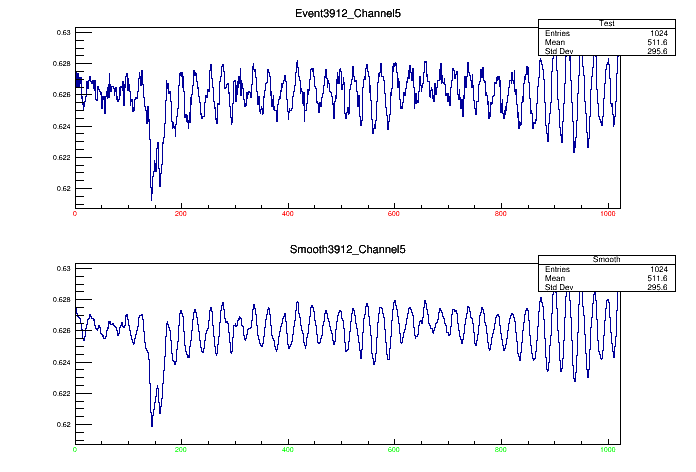 Event3912_Channel5
Test
Entries 1024
Mean 511.6
Std Dev 295.6
0.63
0.628
0.626
0.624
0.622
0.62
0 200 400 600 800 1000
Smooth3912_Channel5
Smooth
Entries 1024
Mean 511.6
Std Dev 295.6
0.63
0.628
0.626
0.624
0.622
0.62
0 200 400 600 800 1000